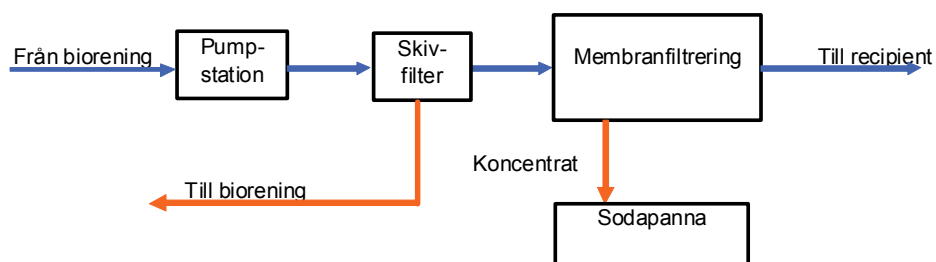 Från biorening
Pump-
station
Skiv-
filter
Membranfiltrering
Till recipient
Till biorening
Koncentrat
Sodapanna